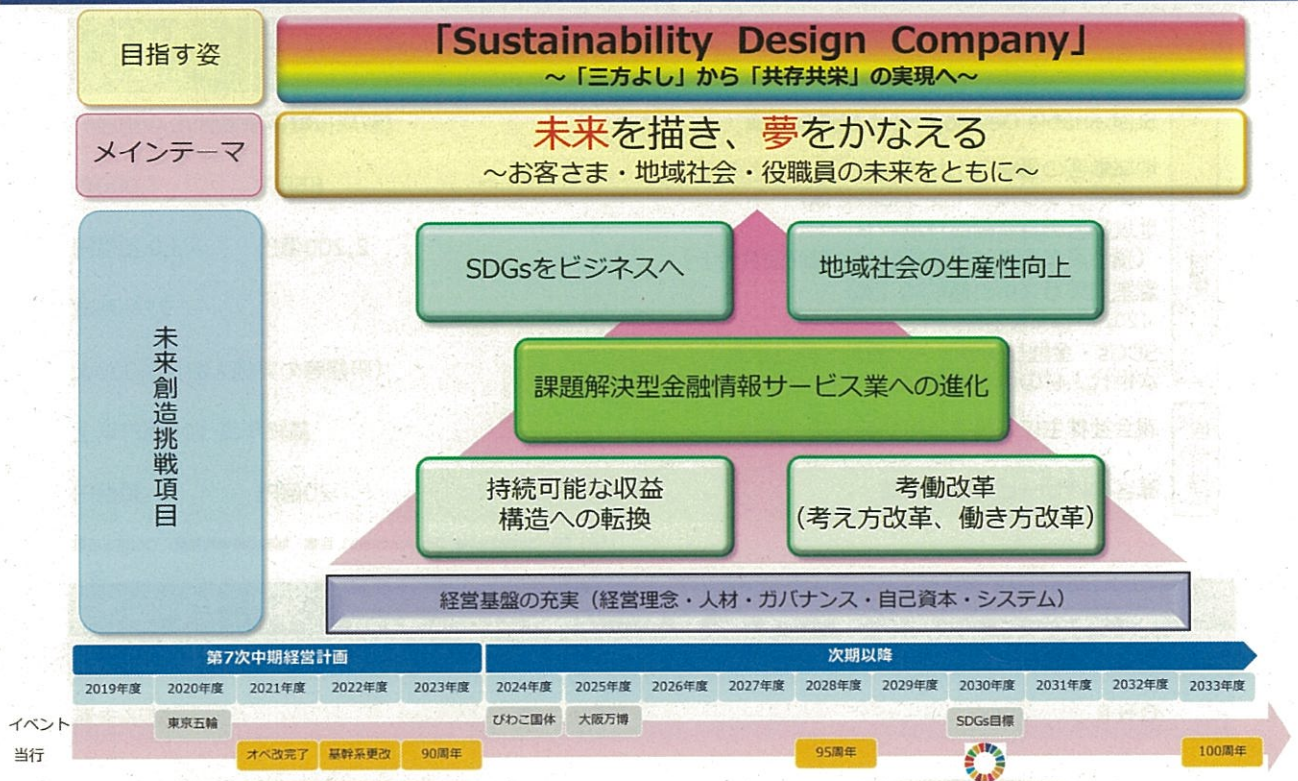 目指す姿
「Sustainability Design Company」
～「三方よし」から「共存共栄」の実現へ～
メインテーマ
未来を描き、夢をかなえる
～お客さま・地域社会・役職員の未来をともに～
未来創造挑戦項目
SDGsをビジネスへ
地域社会の生産性向上
課題解決型金融情報サービス業への進化
持続可能な収益
構造への転換
考働改革
（考え方改革、働き方改革）
経営基盤の充実（経営理念・人材・ガバナンス・自己資本・システム）
第7次中期経営計画
次期以降
2019年度 2020年度 2021年度 2022年度 2023年度 2024年度 2025年度 2026年度 2027年度 2028年度 2029年度 2030年度 2031年度 2032年度 2033年度
イベント 東京五輪 びわこ国体 大阪万博 SDGs目標
当行 オペ改完了 基幹系更改 90周年 95周年 100周年